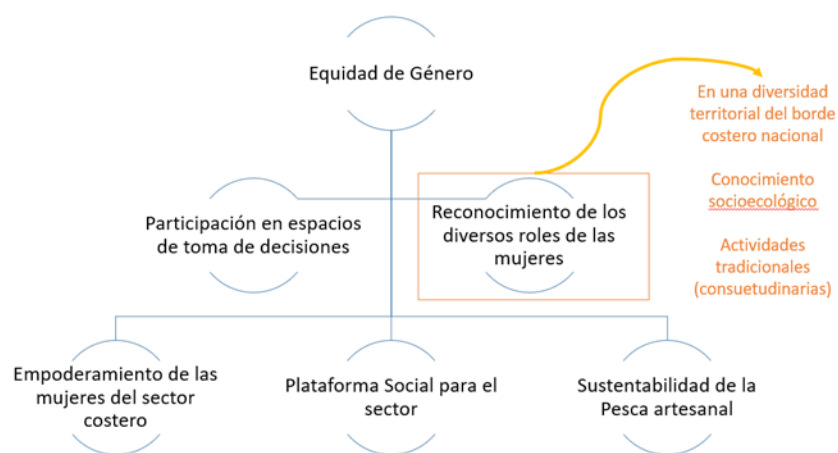 Equidad de Género
En una diversidad
territorial del borde
costero nacional
Conocimiento
socioecológico
Actividades
tradicionales
(consuetudinarias)
Participación en espacios
de toma de decisiones
Reconocimiento de los
diversos roles de las
mujeres
Empoderamiento de las
mujeres del sector
costero
Plataforma Social para el
sector
Sustentabilidad de la
Pesca artesanal